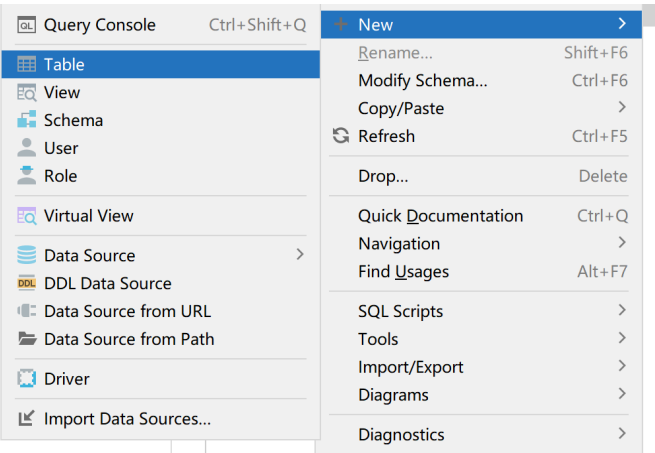 QL Query Console Ctrl+Shift+Q
Table
View
Schema
User
Role
Virtual View
Data Source
DDL DDL Data Source
Data Source from URL
Data Source from Path
Driver
Import Data Sources...
New
Rename... Shift+F6
Modify Schema... Ctrl+F6
Copy/Paste
Refresh Ctrl+F5
Drop... Delete
Quick Documentation Ctrl+Q
Navigation
Find Usages Alt+F7
SQL Scripts
Tools
Import/Export
Diagrams
Diagnostics